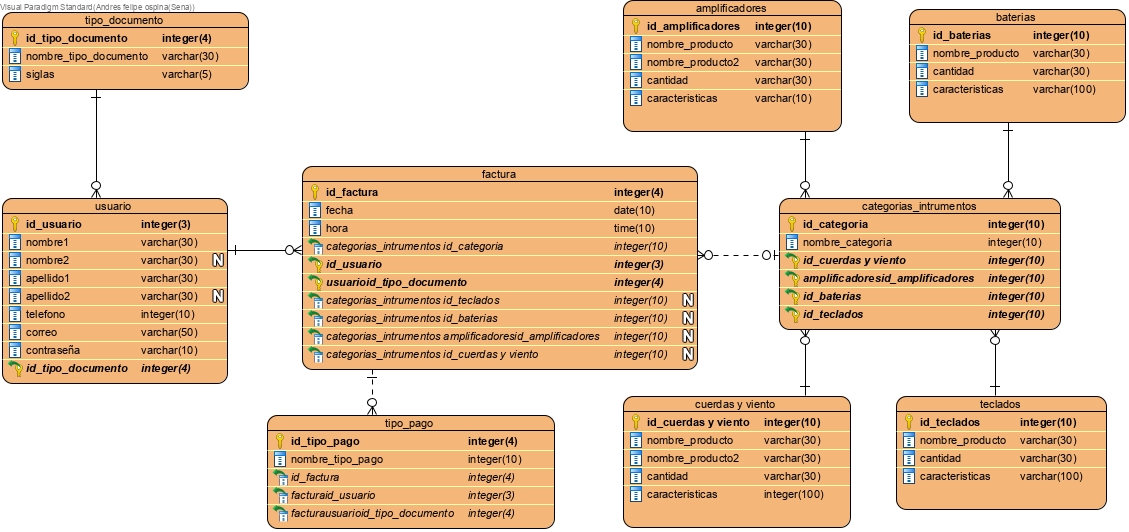 Visual Paradigm Standard(Andres felipe ospina(Sena))
tipo_documento
id_tipo_documento integer(4)
nombre_tipo_documento varchar(30)
siglas varchar(5)
amplificadores
id_amplificadores integer(10)
nombre_producto varchar(30)
nombre_producto2 varchar(30)
cantidad varchar(30)
caracteristicas varchar(10)
baterias
id_baterias integer(10)
nombre_producto varchar(30)
cantidad varchar(30)
caracteristicas varchar(100)
usuario
id_usuario integer(3)
nombre1 varchar(30)
nombre2 varchar(30) N
apellido1 varchar(30)
apellido2 varchar(30) N
telefono integer(10)
correo varchar(50)
contraseña varchar(10)
id_tipo_documento integer(4)
factura
id_factura integer(4)
fecha date(10)
hora time(10)
categorias_intrumentos id_categoria integer(10)
id_usuario integer(3)
usuarioid_tipo_documento integer(4)
categorias_intrumentos id_teclados integer(10) N
categorias_intrumentos id_baterias integer(10) N
categorias_intrumentos amplificadoresid_amplificadores integer(10) N
categorias_intrumentos id_cuerdas y viento integer(10) N
categorias_intrumentos
id_categoria integer(10)
nombre_categoria integer(10)
id_cuerdas y viento integer(10)
amplificadoresid_amplificadores integer(10)
id_baterias integer(10)
id_teclados integer(10)
tipo_pago
id_tipo_pago integer(4)
nombre_tipo_pago integer(10)
id_factura integer(4)
facturaid_usuario integer(3)
facturausuarioid_tipo_documento integer(4)
cuerdas y viento
id_cuerdas y viento integer(10)
nombre_producto varchar(30)
nombre_producto2 varchar(30)
cantidad varchar(30)
caracteristicas integer(100)
teclados
id_teclados integer(10)
nombre_producto varchar(30)
cantidad varchar(30)
caracteristicas varchar(100)